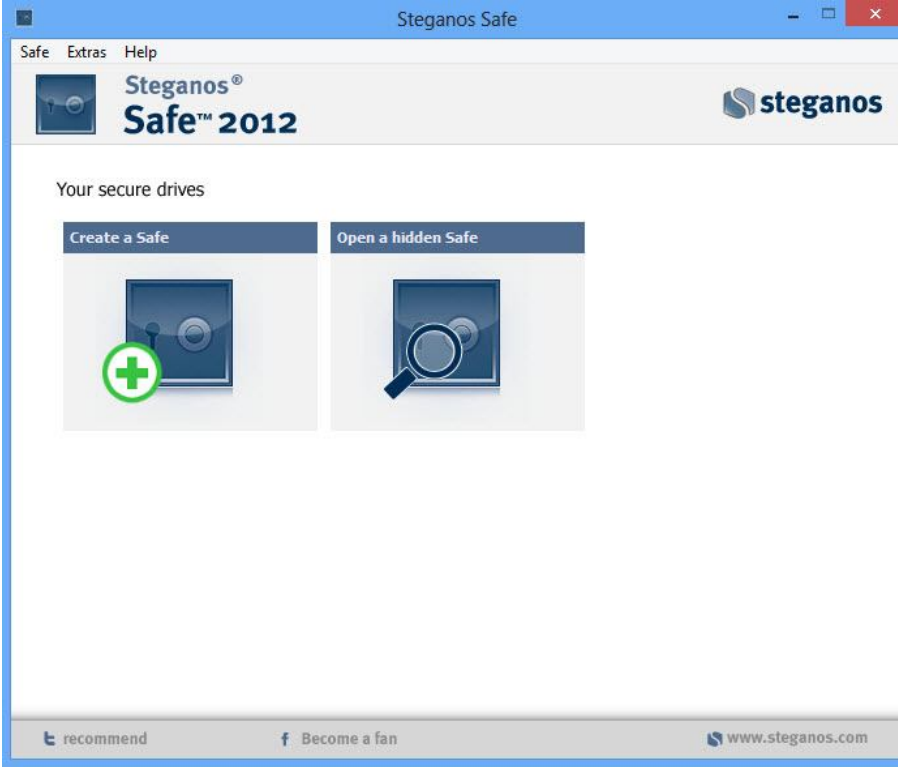 Steganos Safe
Safe Extras Help
Steganos®
Safe™ 2012
steganos
Your secure drives
Create a Safe
Open a hidden Safe
recommend
Become a fan
www.steganos.com